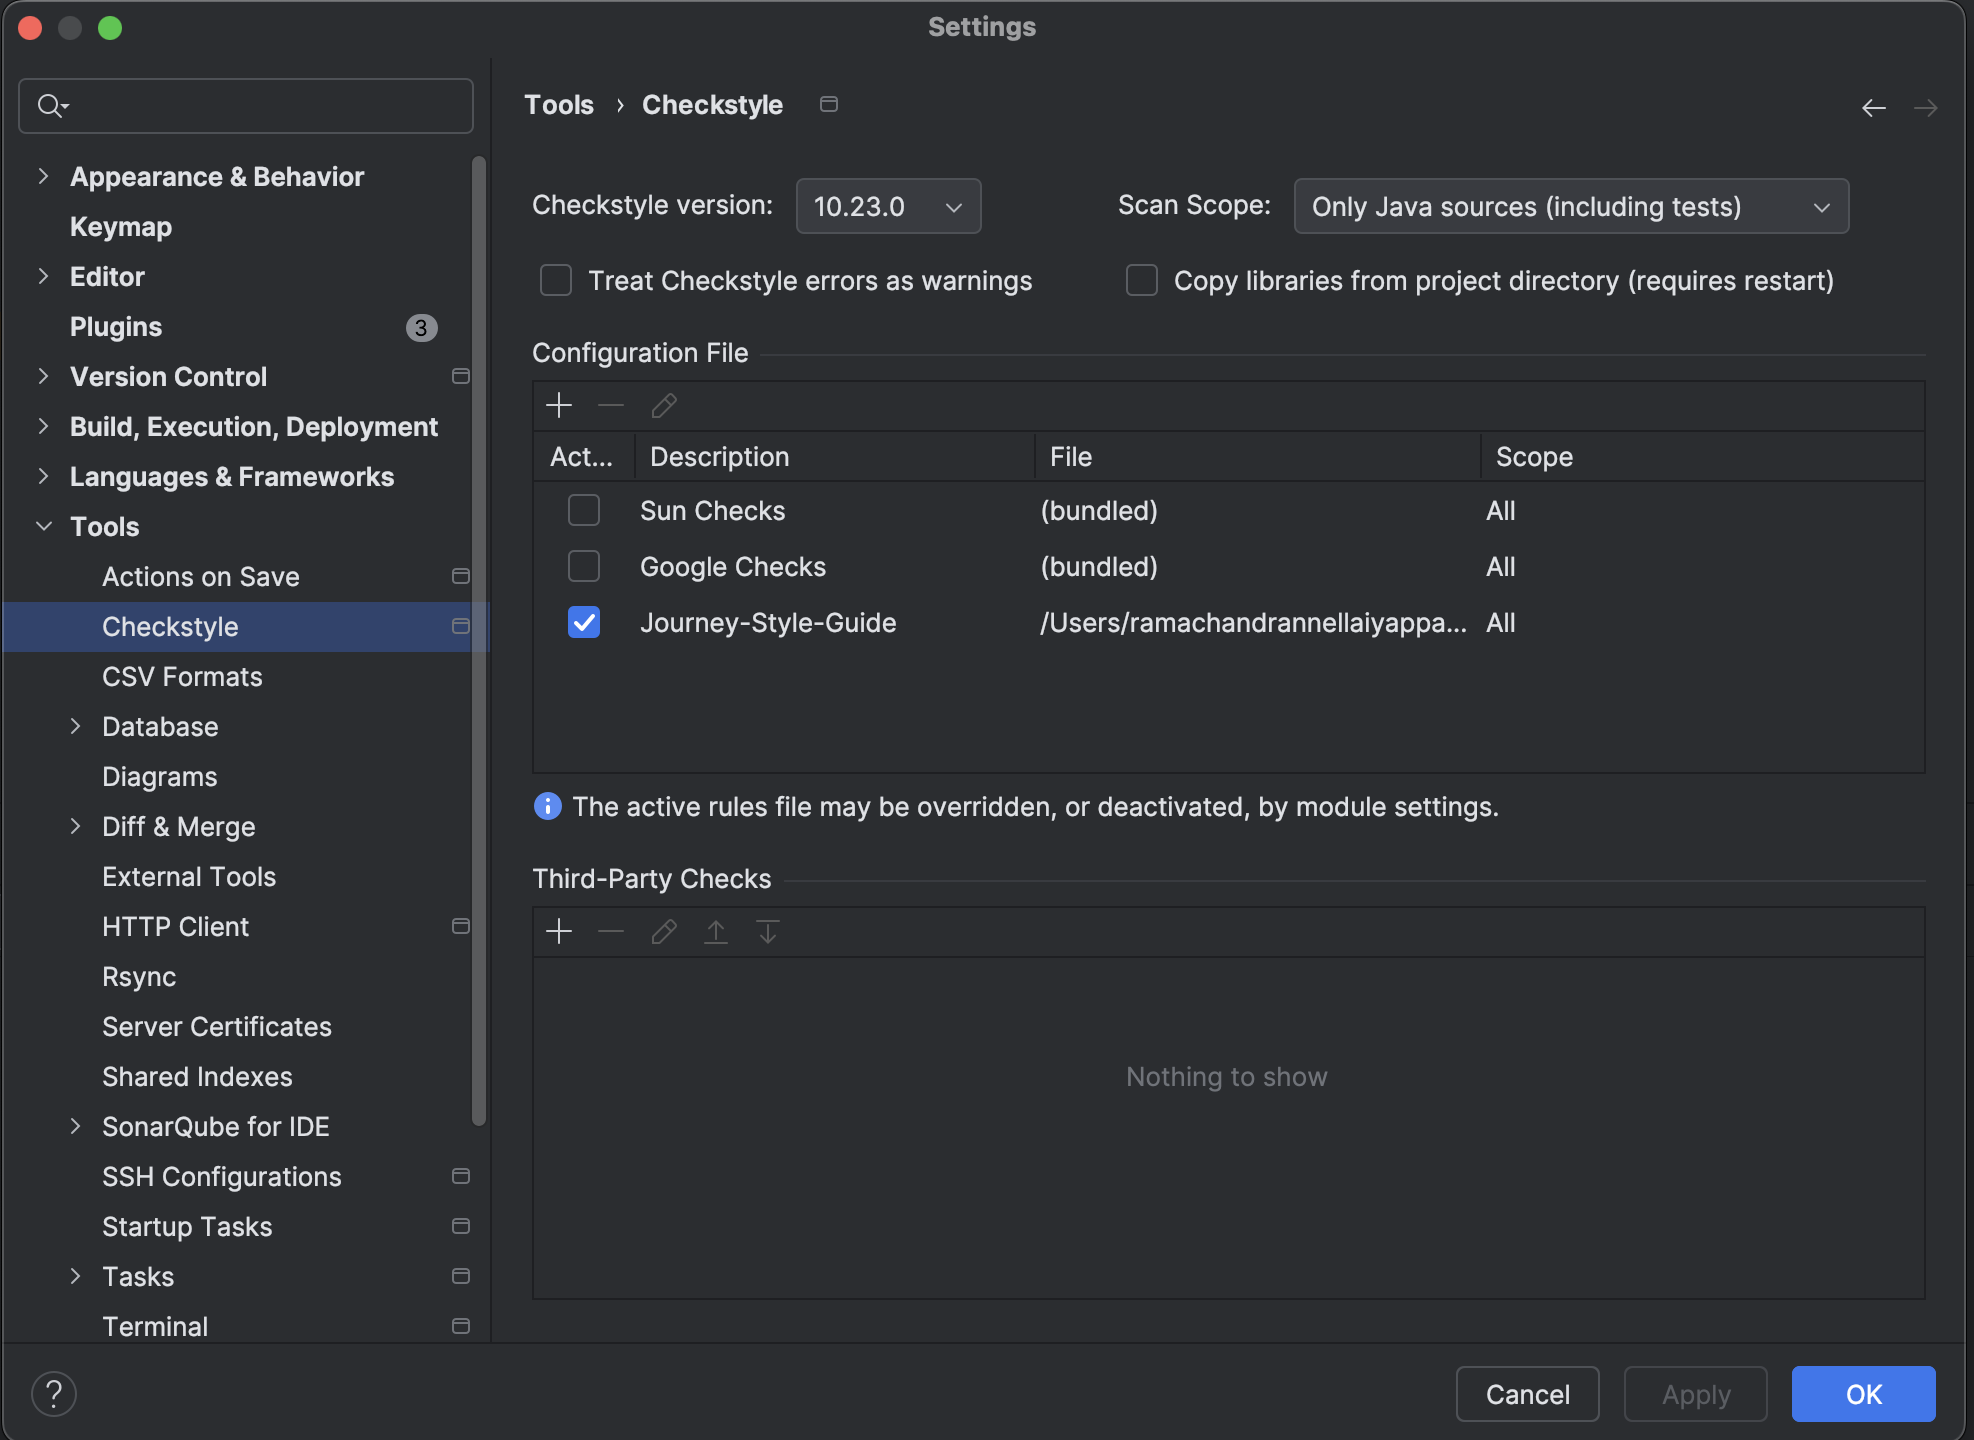 Settings
Tools › Checkstyle
Appearance & Behavior
Keymap
Editor
Plugins 3
Version Control
Build, Execution, Deployment
Languages & Frameworks
Tools
Actions on Save
Checkstyle
CSV Formats
Database
Diagrams
Diff & Merge
External Tools
HTTP Client
Rsync
Server Certificates
Shared Indexes
SonarQube for IDE
SSH Configurations
Startup Tasks
Tasks
Terminal
Checkstyle version: 10.23.0 Scan Scope: Only Java sources (including tests)
Treat Checkstyle errors as warnings Copy libraries from project directory (requires restart)
Configuration File
Act... Description File Scope
Sun Checks (bundled) All
Google Checks (bundled) All
Journey-Style-Guide /Users/ramachandrannellaiyappa... All
The active rules file may be overridden, or deactivated, by module settings.
Third-Party Checks
Nothing to show
? Cancel Apply OK